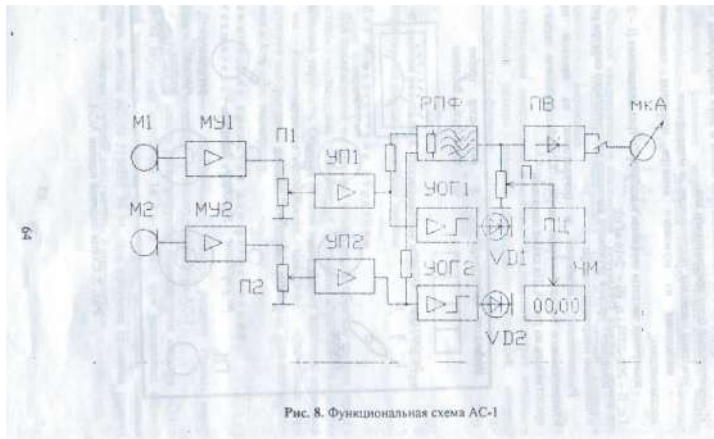 РПФ ПВ мкА
М1 МУ1 П1 УП1
УОГ1 П
М2 МУ2 УП2 VD1 ПЦ
П2 УОГ2 ЧМ
00,00
VD2
64
Рис. 8. Функциональная схема АС-1